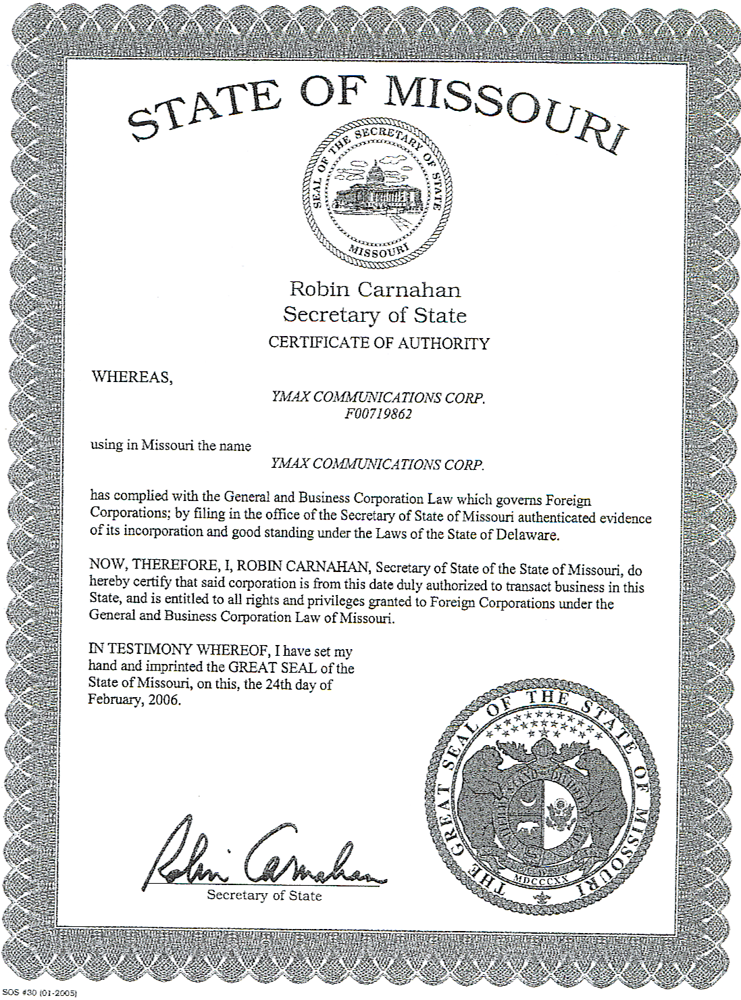 STATE OF MISSOURI
SEAL OF THE SECRETARY OF STATE
MISSOURI
Robin Carnahan
Secretary of State
CERTIFICATE OF AUTHORITY
WHEREAS,
YMAX COMMUNICATIONS CORP.
F00719862
using in Missouri the name
YMAX COMMUNICATIONS CORP.
has complied with the General and Business Corporation Law which governs Foreign
Corporations; by filing in the office of the Secretary of State of Missouri authenticated evidence
of its incorporation and good standing under the Laws of the State of Delaware.
NOW, THEREFORE, I, ROBIN CARNAHAN, Secretary of State of the State of Missouri, do
hereby certify that said corporation is from this date duly authorized to transact business in this
State, and is entitled to all rights and privileges granted to Foreign Corporations under the
General and Business Corporation Law of Missouri.
IN TESTIMONY WHEREOF, I have set my
hand and imprinted the GREAT SEAL of the
State of Missouri, on this, the 24th day of
February, 2006.
THE GREAT SEAL OF THE STATE OF MISSOURI
MDCCCXX
Robin Carnahan
Secretary of State
SOS #30 (01-2005)